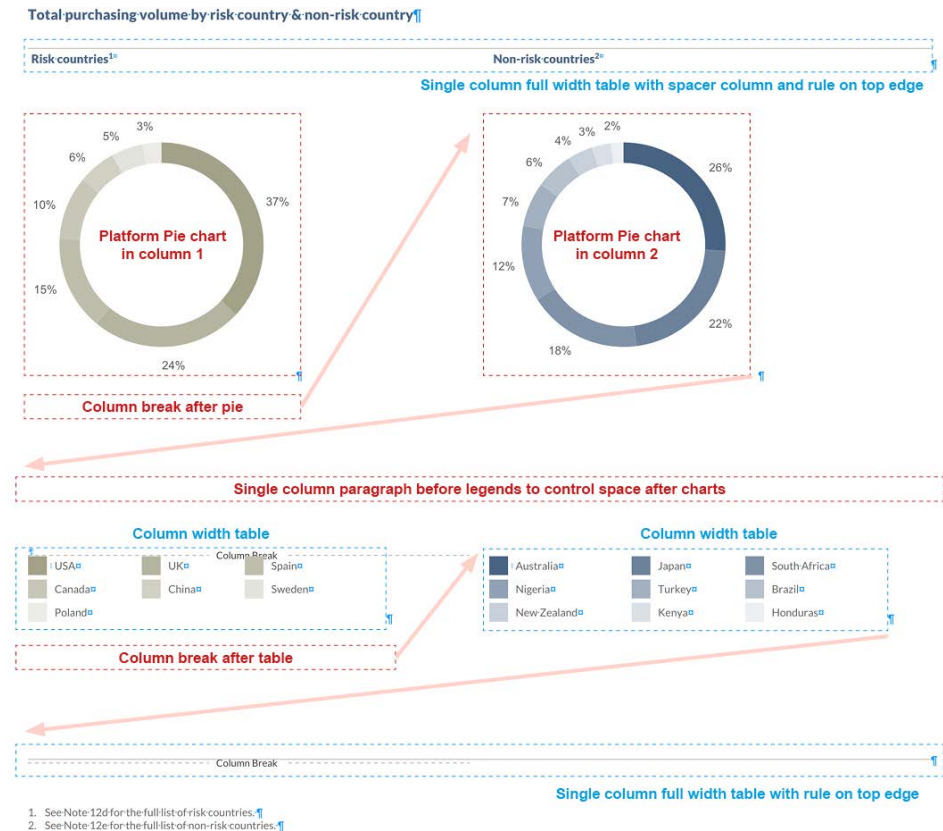 Total·purchasing·volume·by·risk·country·&·non-risk·country¶
Risk·countries¹¤
Non-risk·countries²¤
¶
Single column full width table with spacer column and rule on top edge
3%
5%
6%
10%
15%
24%
37%
Platform Pie chart
in column 1
¶
Column break after pie
2%
3%
4%
6%
7%
12%
18%
22%
26%
Platform Pie chart
in column 2
¶
Single column paragraph before legends to control space after charts
Column width table
¶
Column Break
USA¤ UK¤ Spain¤
Canada¤ China¤ Sweden¤
Poland¤
¶
Column break after table
Column width table
Australia¤ Japan¤ South·Africa¤
Nigeria¤ Turkey¤ Brazil¤
New·Zealand¤ Kenya¤ Honduras¤
¶
¶
Column Break
Single column full width table with rule on top edge
1. See·Note·12d·for·the·full·list·of·risk·countries.·¶
2. See·Note·12e·for·the·full·list·of·non-risk·countries.·¶